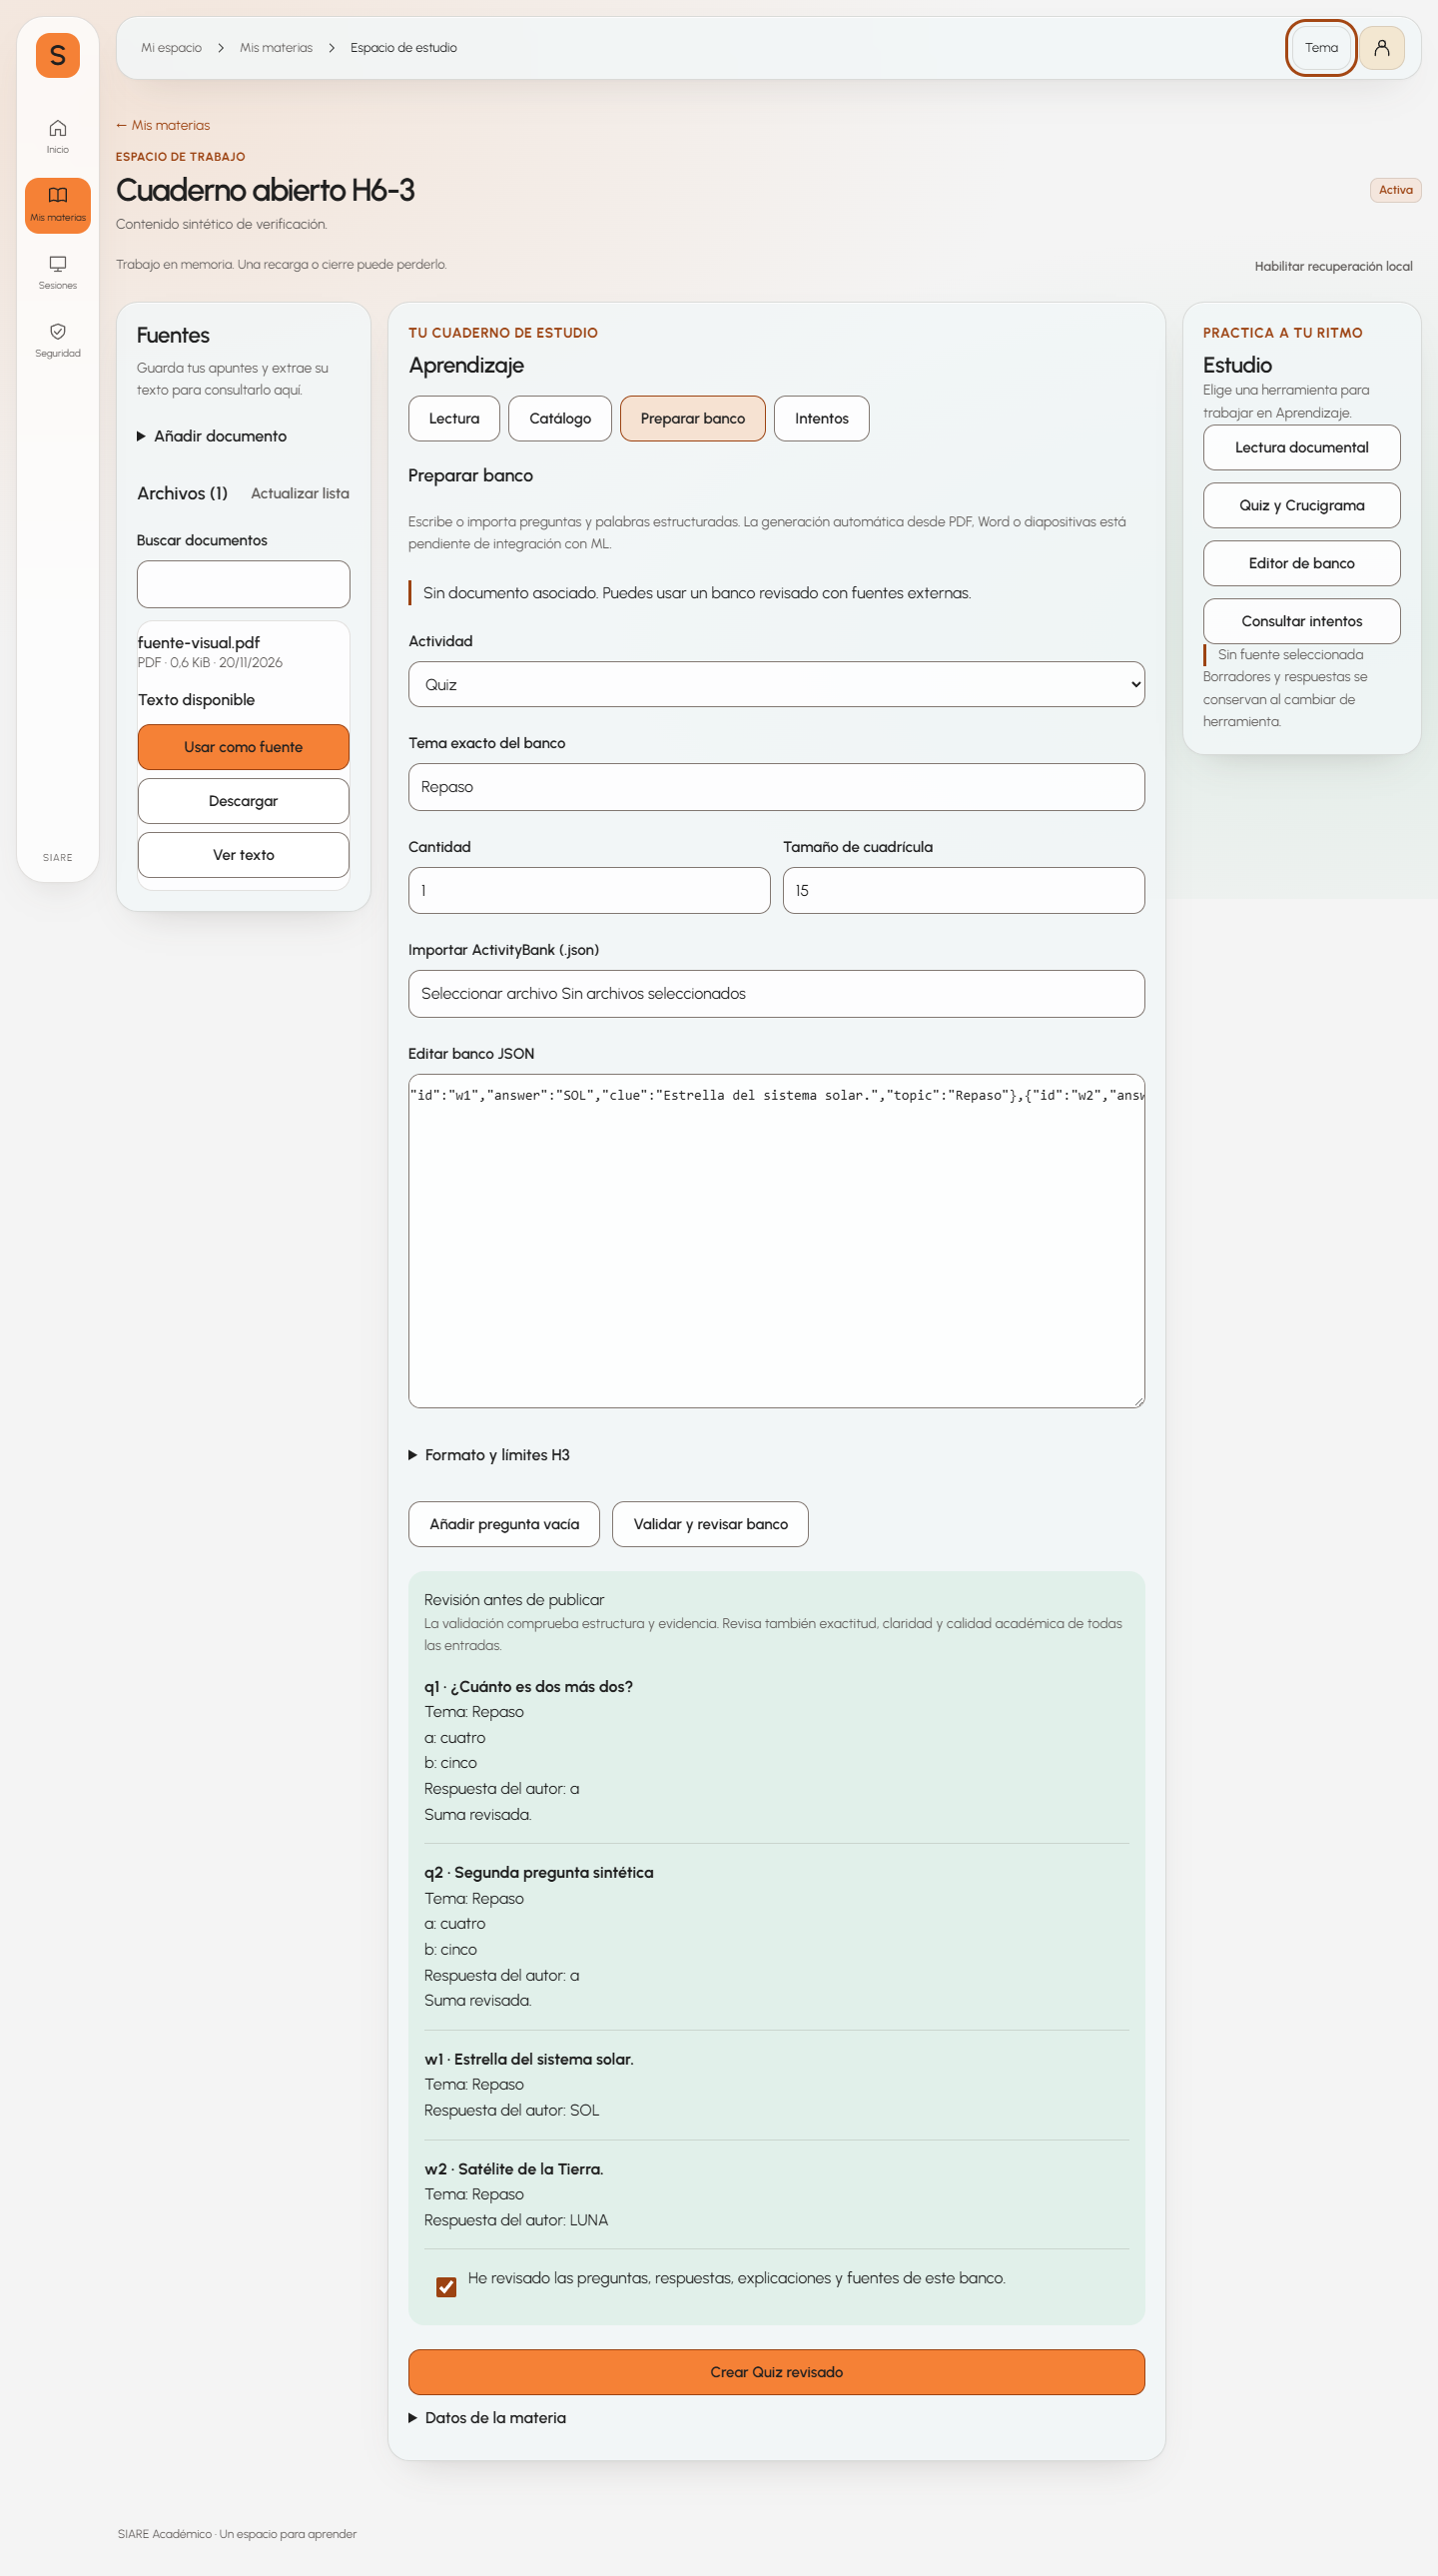 S
Inicio
Mis materias
Sesiones
Seguridad
SIARE
Mi espacio > Mis materias > Espacio de estudio
Tema
← Mis materias
ESPACIO DE TRABAJO
Cuaderno abierto H6-3
Activa
Contenido sintético de verificación.
Trabajo en memoria. Una recarga o cierre puede perderlo.
Habilitar recuperación local
Fuentes
Guarda tus apuntes y extrae su
texto para consultarlo aquí.
Añadir documento
Archivos (1)
Actualizar lista
Buscar documentos
fuente-visual.pdf
PDF · 0,6 KiB · 20/11/2026
Texto disponible
Usar como fuente
Descargar
Ver texto
TU CUADERNO DE ESTUDIO
Aprendizaje
Lectura
Catálogo
Preparar banco
Intentos
Preparar banco
Escribe o importa preguntas y palabras estructuradas. La generación automática desde PDF, Word o diapositivas está
pendiente de integración con ML.
Sin documento asociado. Puedes usar un banco revisado con fuentes externas.
Actividad
Quiz
Tema exacto del banco
Repaso
Cantidad
Tamaño de cuadrícula
1
15
Importar ActivityBank (.json)
Seleccionar archivo Sin archivos seleccionados
Editar banco JSON
"id":"w1","answer":"SOL","clue":"Estrella del sistema solar.","topic":"Repaso"},{"id":"w2","answ
Formato y límites H3
Añadir pregunta vacía
Validar y revisar banco
Revisión antes de publicar
La validación comprueba estructura y evidencia. Revisa también exactitud, claridad y calidad académica de todas
las entradas.
q1 · ¿Cuánto es dos más dos?
Tema: Repaso
a: cuatro
b: cinco
Respuesta del autor: a
Suma revisada.
q2 · Segunda pregunta sintética
Tema: Repaso
a: cuatro
b: cinco
Respuesta del autor: a
Suma revisada.
w1 · Estrella del sistema solar.
Tema: Repaso
Respuesta del autor: SOL
w2 · Satélite de la Tierra.
Tema: Repaso
Respuesta del autor: LUNA
He revisado las preguntas, respuestas, explicaciones y fuentes de este banco.
Crear Quiz revisado
Datos de la materia
PRACTICA A TU RITMO
Estudio
Elige una herramienta para
trabajar en Aprendizaje.
Lectura documental
Quiz y Crucigrama
Editor de banco
Consultar intentos
Sin fuente seleccionada
Borradores y respuestas se
conservan al cambiar de
herramienta.
SIARE Académico · Un espacio para aprender